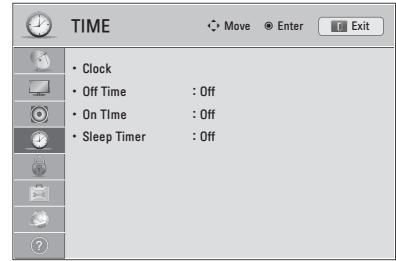 TIME Move Enter Exit
• Clock
• Off Time : Off
• On TIme : Off
• Sleep Timer : Off
?